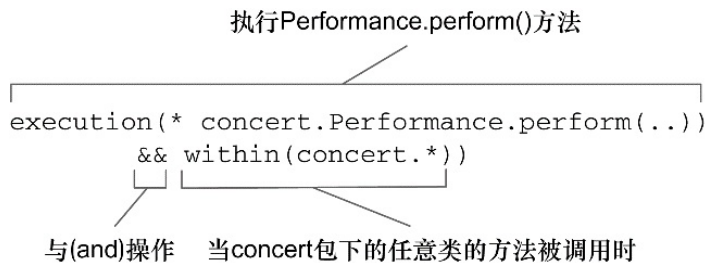 执行Performance.perform()方法
execution(* concert.Performance.perform(..))
&& within(concert.*))
与(and)操作 当concert包下的任意类的方法被调用时